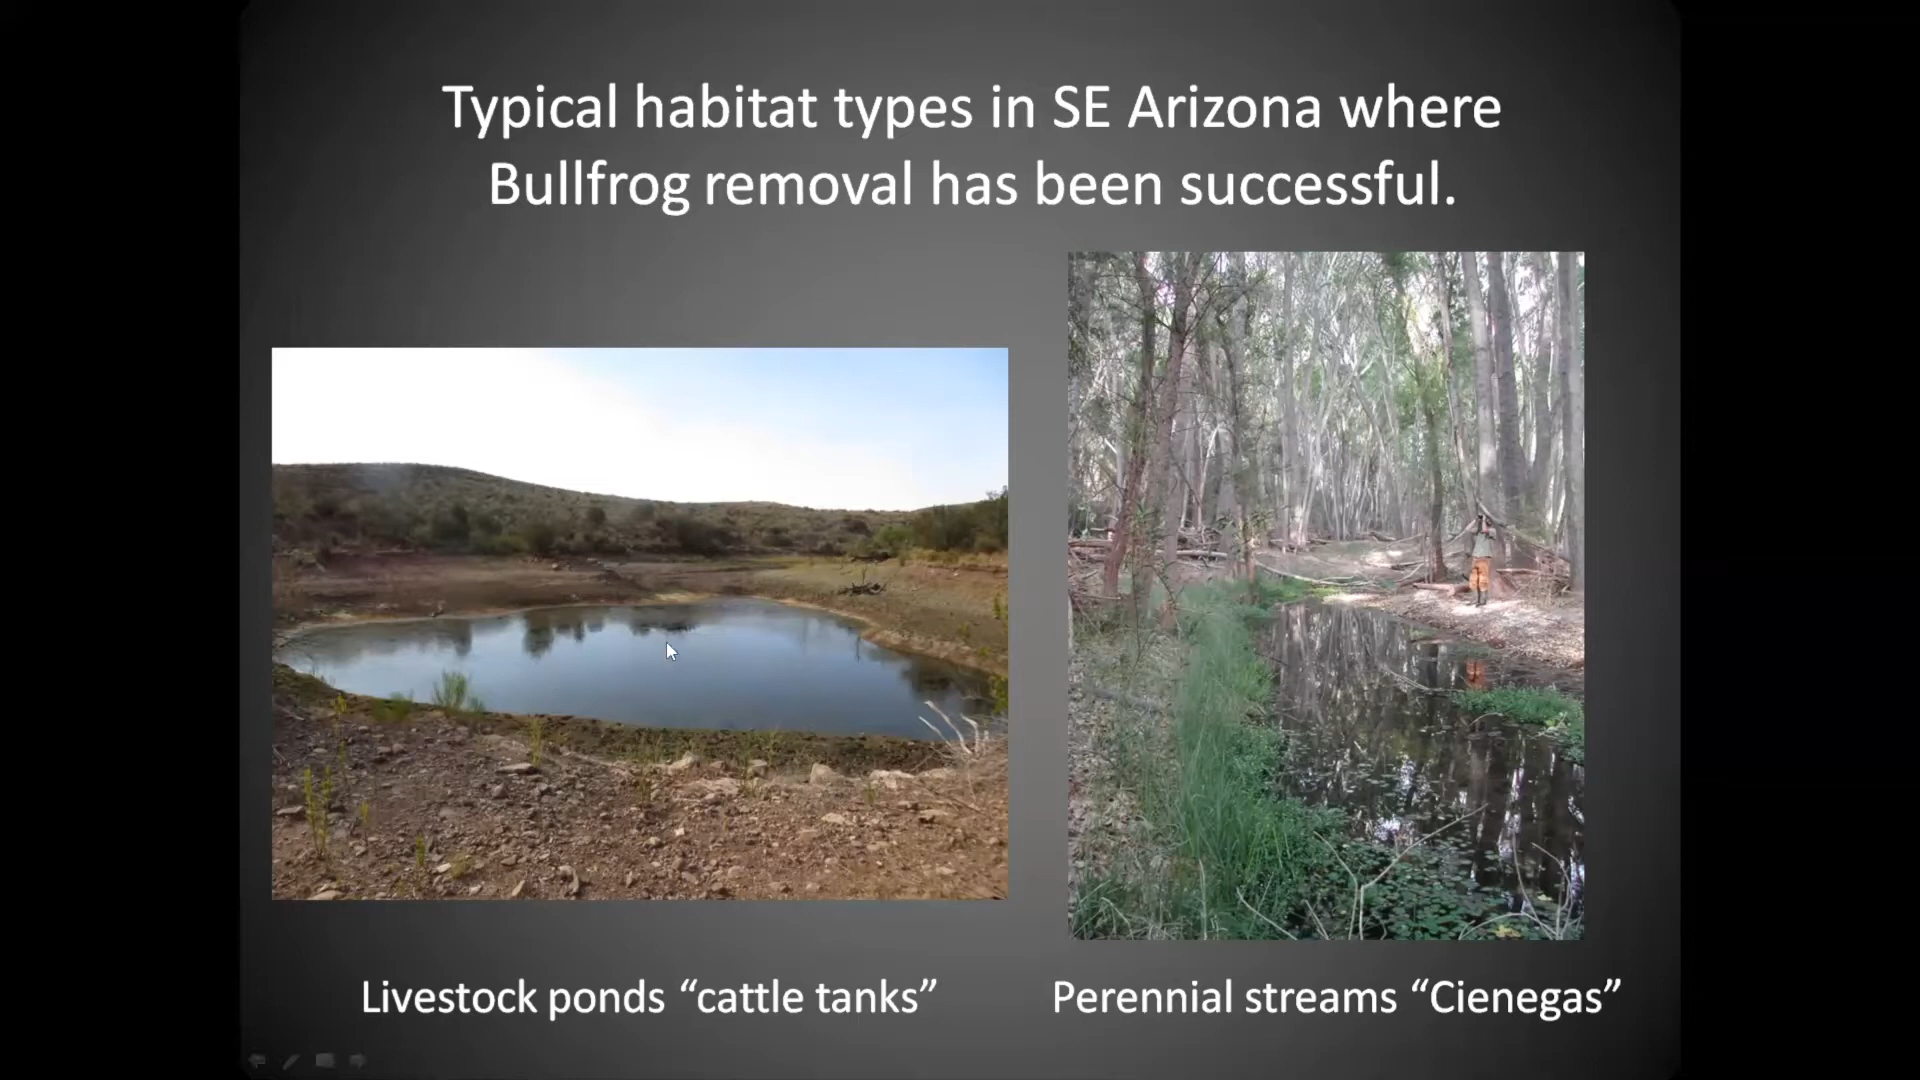 Typical habitat types in SE Arizona where
Bullfrog removal has been successful.
Livestock ponds “cattle tanks”
Perennial streams “Cienegas”